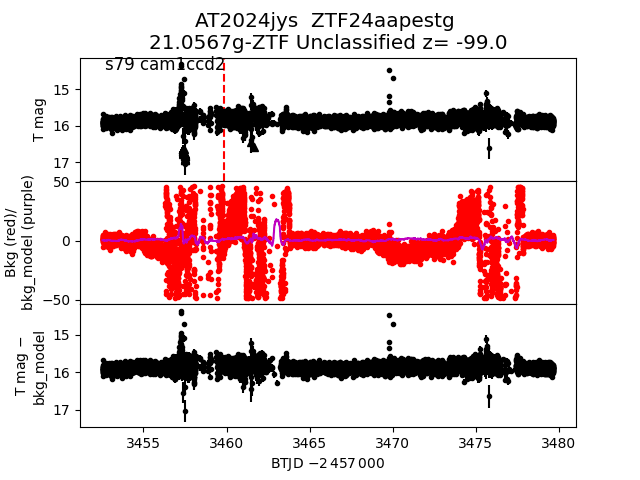 AT2024jys  ZTF24aapestg
21.0567g-ZTF Unclassified z= -99.0
s79 cam1ccd2
15
16
17
T mag
50
0
−50
Bkg (red)/
bkg_model (purple)
15
16
17
T mag −
bkg_model
3455
3460
3465
3470
3475
3480
BTJD −2 457 000